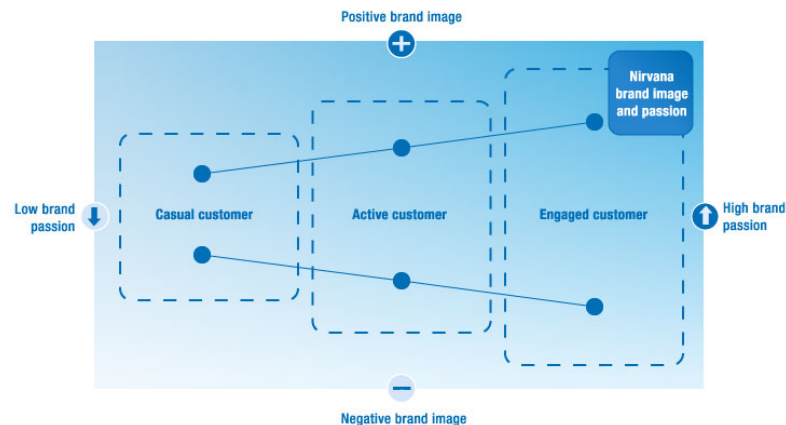 Positive brand image
Nirvana
brand image
and passion
Low brand
passion
Casual customer
Active customer
Engaged customer
High brand
passion
Negative brand image